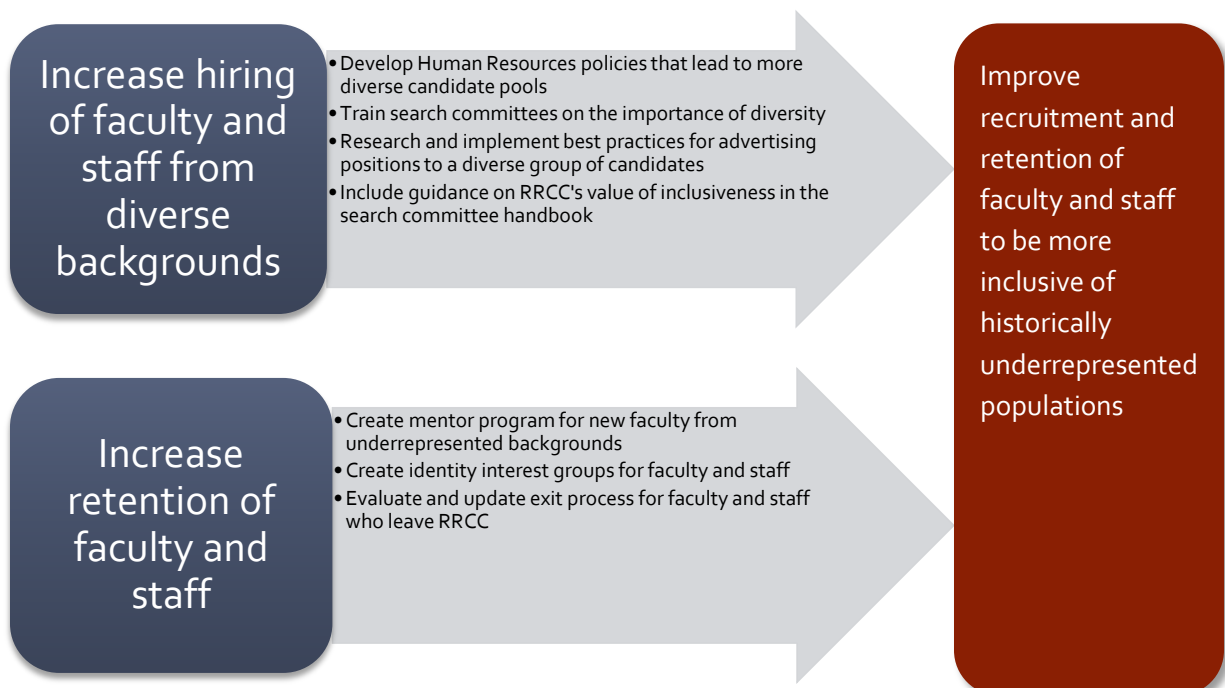 Increase hiring
of faculty and
staff from
diverse
backgrounds
•Develop Human Resources policies that lead to more
diverse candidate pools
•Train search committees on the importance of diversity
•Research and implement best practices for advertising
positions to a diverse group of candidates
•Include guidance on RRCC's value of inclusiveness in the
search committee handbook
Increase
retention of
faculty and
staff
•Create mentor program for new faculty from
underrepresented backgrounds
•Create identity interest groups for faculty and staff
•Evaluate and update exit process for faculty and staff
who leave RRCC
Improve
recruitment and
retention of
faculty and staff
to be more
inclusive of
historically
underrepresented
populations